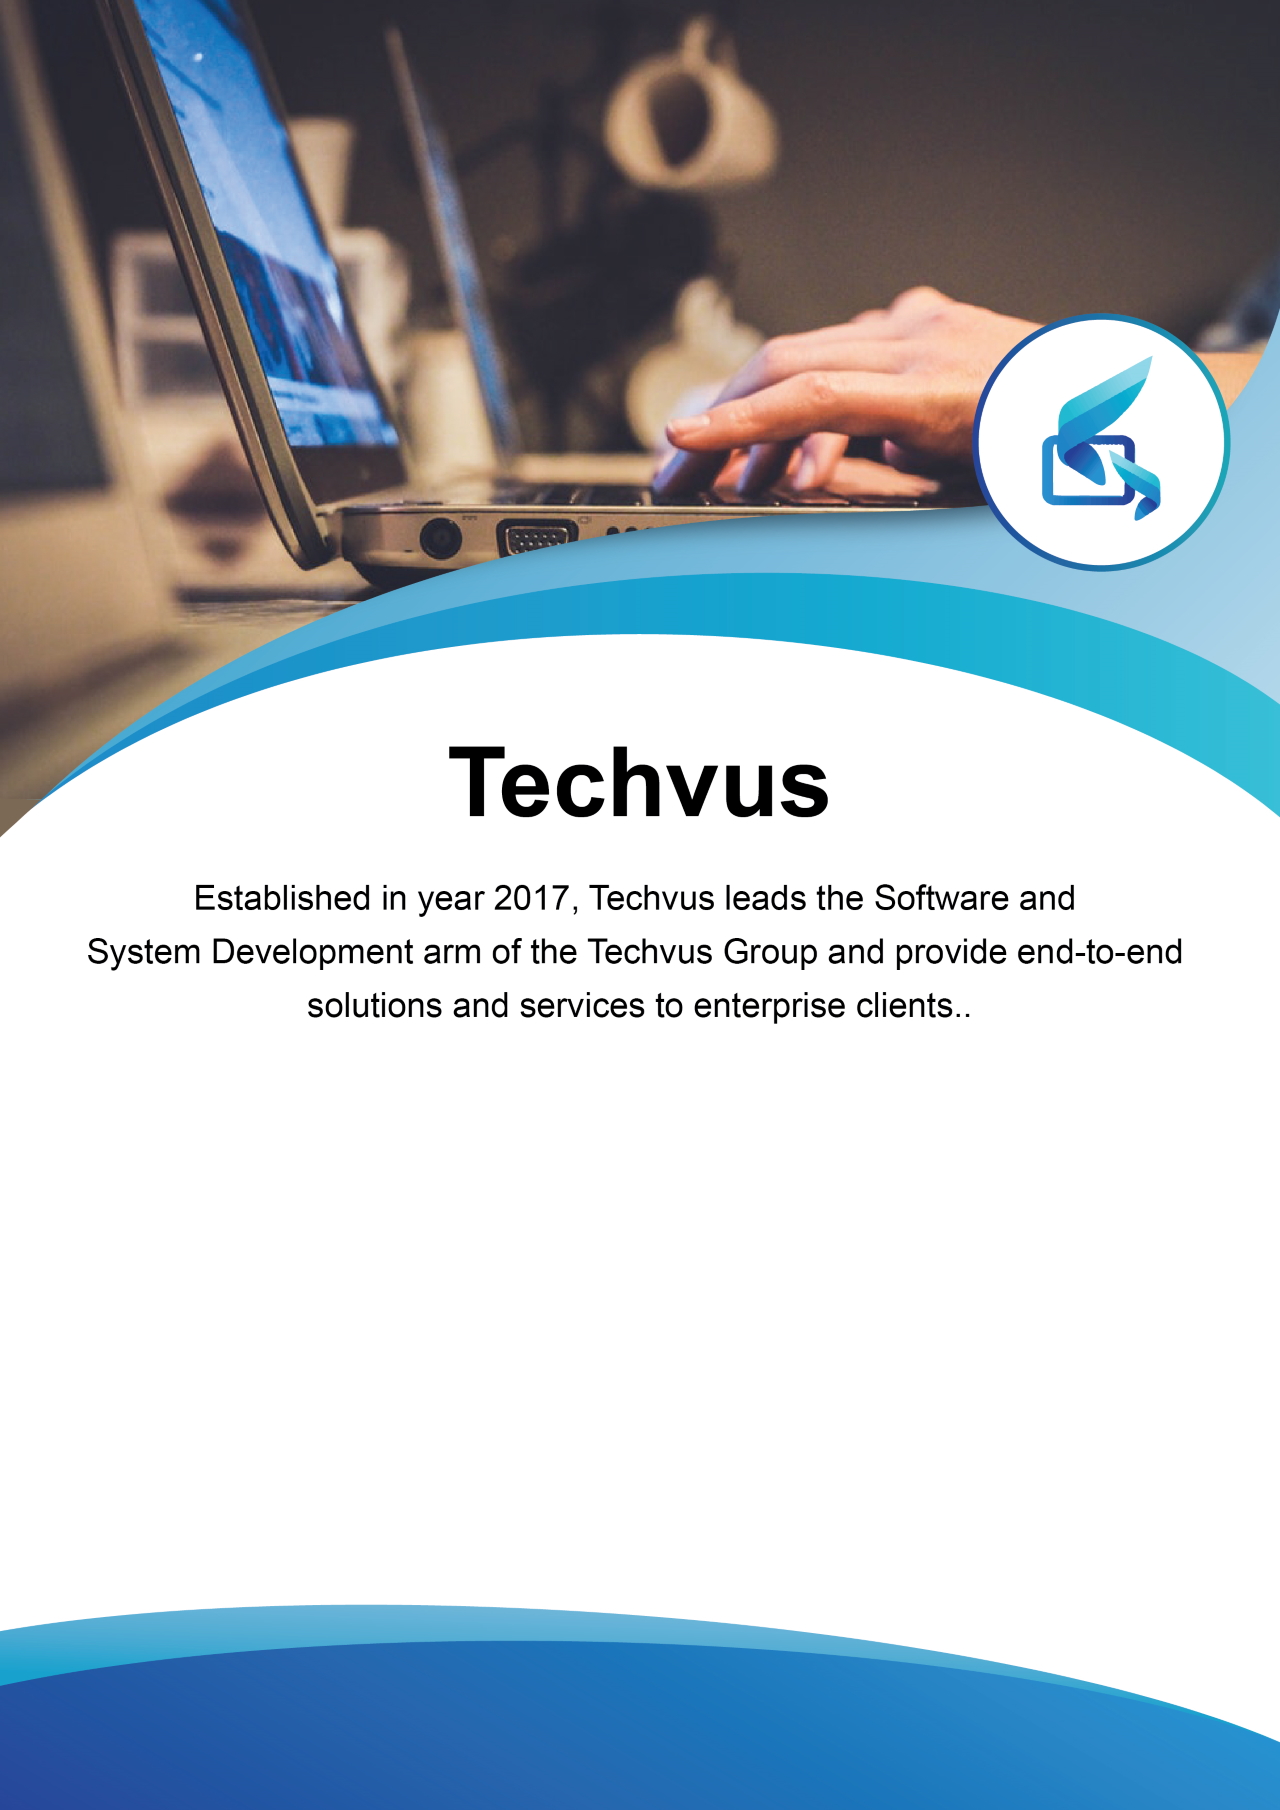 Techvus
Established in year 2017, Techvus leads the Software and
System Development arm of the Techvus Group and provide end-to-end
solutions and services to enterprise clients..